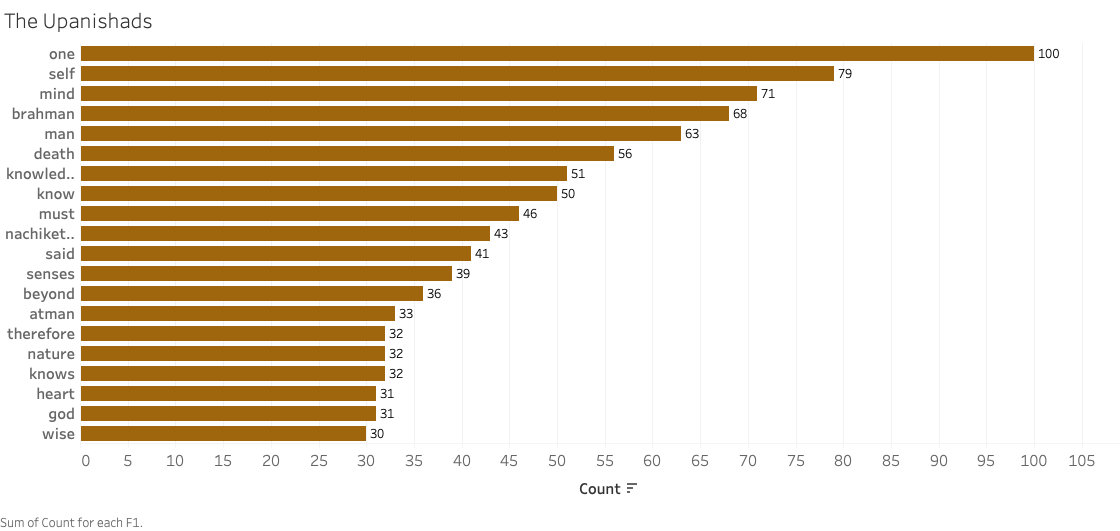 The Upanishads
one 100
self 79
mind 71
brahman 68
man 63
death 56
knowled.. 51
know 50
must 46
nachiket.. 43
said 41
senses 39
beyond 36
atman 33
therefore 32
nature 32
knows 32
heart 31
god 31
wise 30
0 5 10 15 20 25 30 35 40 45 50 55 60 65 70 75 80 85 90 95 100 105
Count
Sum of Count for each F1.